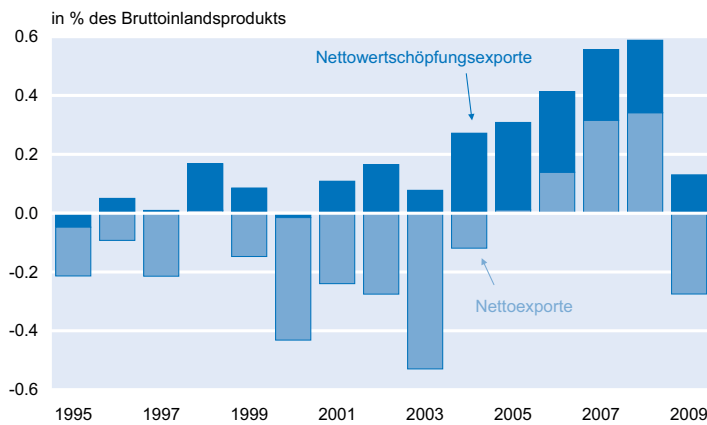 in % des Bruttoinlandsprodukts
0.6
Nettowertschöpfungsexporte
0.4
0.2
0.0
-0.2
Nettoexporte
-0.4
-0.6
1995 1997 1999 2001 2003 2005 2007 2009